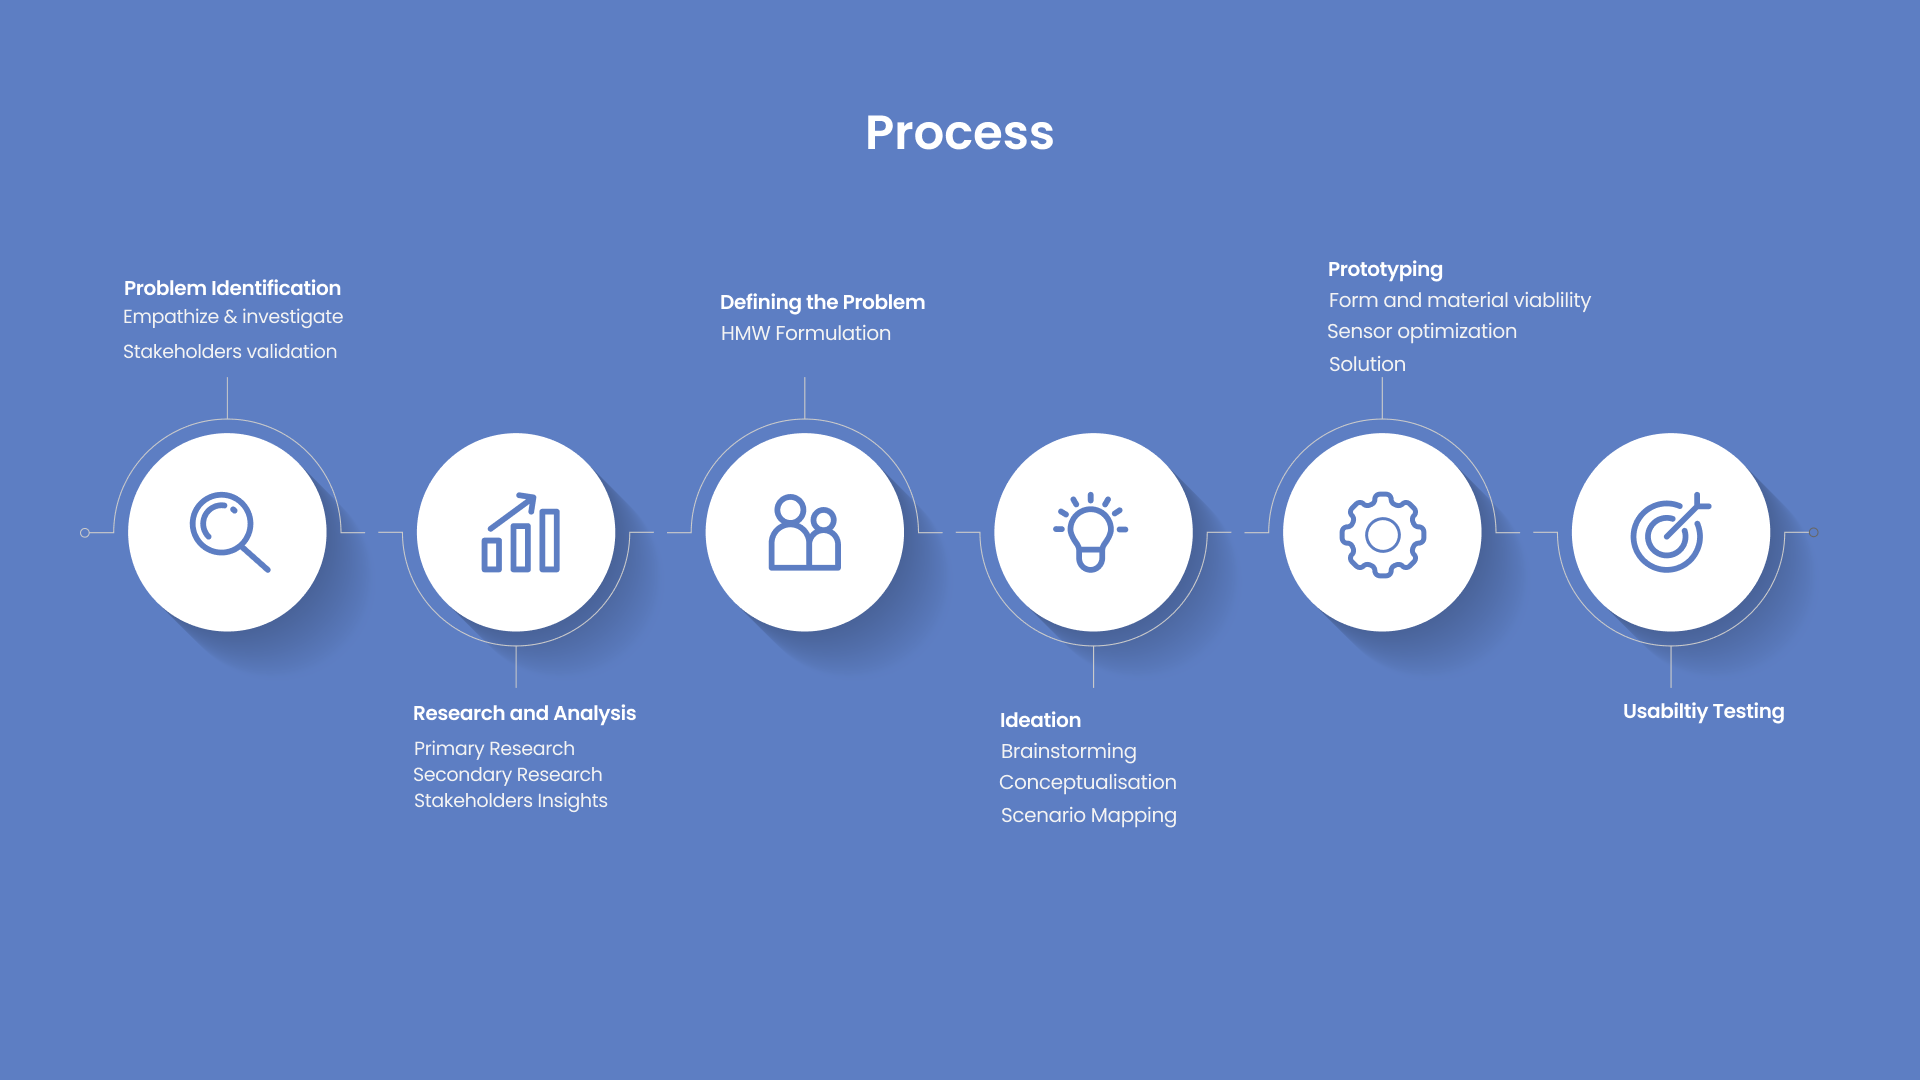 Process
Problem Identification
Empathize & investigate
Stakeholders validation
Research and Analysis
Primary Research
Secondary Research
Stakeholders Insights
Defining the Problem
HMW Formulation
Ideation
Brainstorming
Conceptualisation
Scenario Mapping
Prototyping
Form and material viablility
Sensor optimization
Solution
Usabiltiy Testing